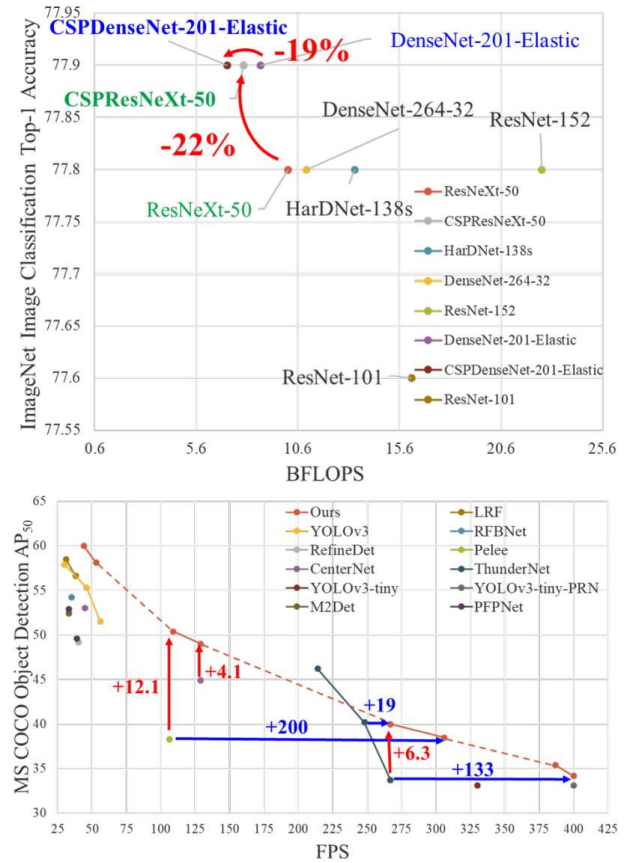 77.95
CSPDenseNet-201-Elastic
-19%
DenseNet-201-Elastic
77.9
CSPResNeXt-50
77.85
DenseNet-264-32
ResNet-152
-22%
77.8
ResNeXt-50
HarDNet-138s
77.75
77.7
77.65
77.6
77.55
ResNet-101
ResNeXt-50
CSPResNeXt-50
HarDNet-138s
DenseNet-264-32
ResNet-152
DenseNet-201-Elastic
CSPDenseNet-201-Elastic
ResNet-101
ImageNet Image Classification Top-1 Accuracy
0.6 5.6 10.6 15.6 20.6 25.6
BFLOPS
65
60
55
50
45
40
35
30
MS COCO Object Detection AP50
Ours LRF
YOLOv3 RFBNet
RefineDet Pelee
CenterNet ThunderNet
YOLOv3-tiny YOLOv3-tiny-PRN
M2Det PFPNet
+12.1
+4.1
+19
+200
+6.3
+133
25 50 75 100 125 150 175 200 225 250 275 300 325 350 375 400
FPS